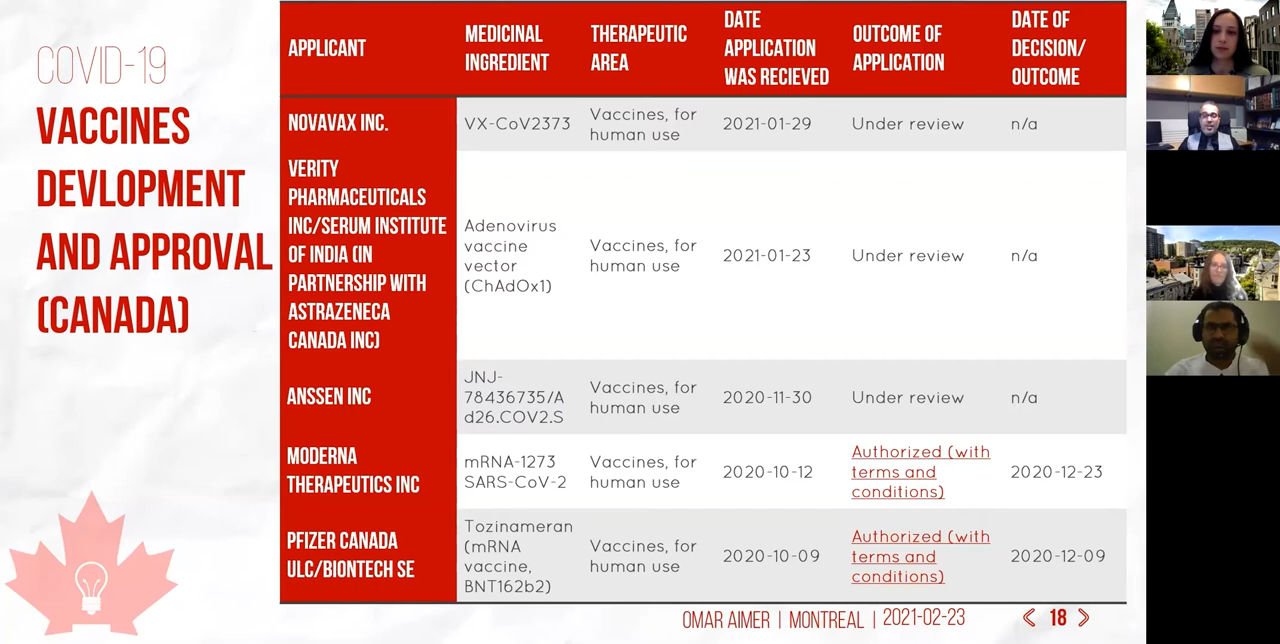 COVID-19
VACCINES
DEVLOPMENT
AND APPROVAL
(CANADA)
APPLICANT
MEDICINAL
INGREDIENT
THERAPEUTIC
AREA
DATE
APPLICATION
WAS RECIEVED
OUTCOME OF
APPLICATION
DATE OF
DECISION/
OUTCOME
NOVAVAX INC.
VX-CoV2373
Vaccines, for
human use
2021-01-29
Under review
n/a
VERITY
PHARMACEUTICALS
INC/SERUM INSTITUTE
OF INDIA (IN
PARTNERSHIP WITH
ASTRAZENECA
CANADA INC)
Adenovirus
vaccine
vector
(ChAdOx1)
Vaccines, for
human use
2021-01-23
Under review
n/a
ANSSEN INC
JNJ-
78436735/A
d26.COV2.S
Vaccines, for
human use
2020-11-30
Under review
n/a
MODERNA
THERAPEUTICS INC
mRNA-1273
SARS-CoV-2
Vaccines, for
human use
2020-10-12
Authorized (with
terms and
conditions)
2020-12-23
PFIZER CANADA
ULC/BIONTECH SE
Tozinameran
(mRNA
vaccine,
BNT162b2)
Vaccines, for
human use
2020-10-09
Authorized (with
terms and
conditions)
2020-12-09
OMAR AIMER | MONTREAL | 2021-02-23
18